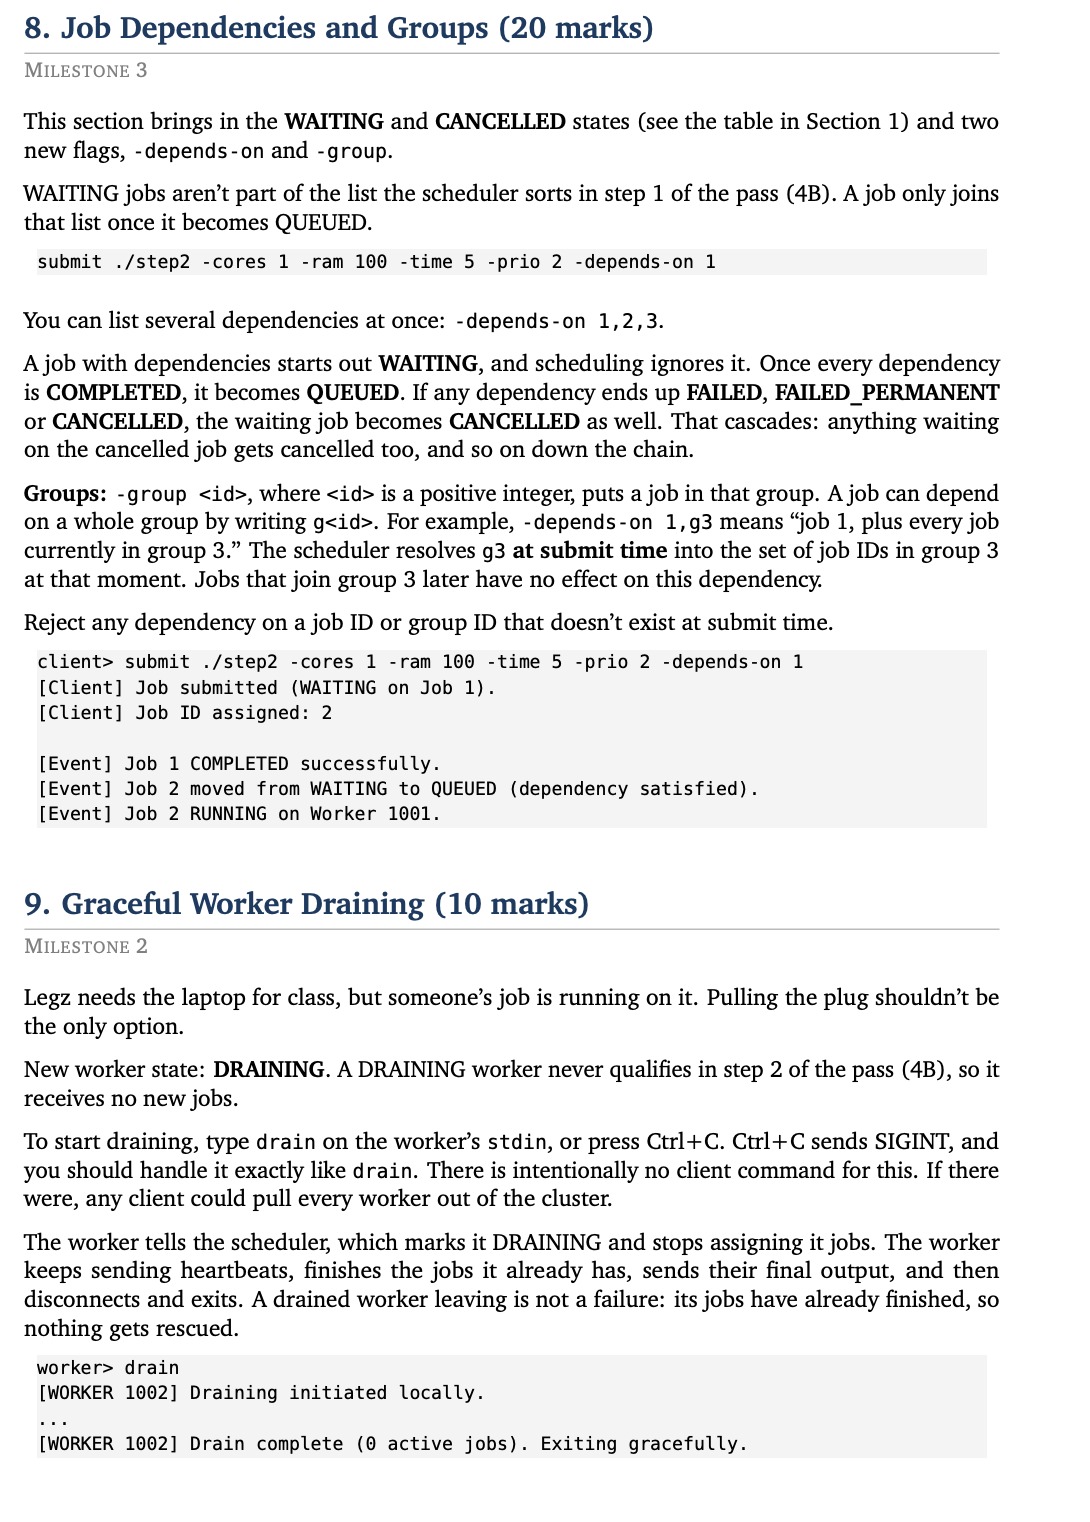 8. Job Dependencies and Groups (20 marks)
MILESTONE 3
This section brings in the WAITING and CANCELLED states (see the table in Section 1) and two
new flags, -depends-on and -group.
WAITING jobs aren’t part of the list the scheduler sorts in step 1 of the pass (4B). A job only joins
that list once it becomes QUEUED.
submit ./step2 -cores 1 -ram 100 -time 5 -prio 2 -depends-on 1
You can list several dependencies at once: -depends-on 1,2,3.
A job with dependencies starts out WAITING, and scheduling ignores it. Once every dependency
is COMPLETED, it becomes QUEUED. If any dependency ends up FAILED, FAILED_PERMANENT
or CANCELLED, the waiting job becomes CANCELLED as well. That cascades: anything waiting
on the cancelled job gets cancelled too, and so on down the chain.
Groups: -group <id>, where <id> is a positive integer, puts a job in that group. A job can depend
on a whole group by writing g<id>. For example, -depends-on 1,g3 means “job 1, plus every job
currently in group 3.” The scheduler resolves g3 at submit time into the set of job IDs in group 3
at that moment. Jobs that join group 3 later have no effect on this dependency.
Reject any dependency on a job ID or group ID that doesn’t exist at submit time.
client> submit ./step2 -cores 1 -ram 100 -time 5 -prio 2 -depends-on 1
[Client] Job submitted (WAITING on Job 1).
[Client] Job ID assigned: 2
[Event] Job 1 COMPLETED successfully.
[Event] Job 2 moved from WAITING to QUEUED (dependency satisfied).
[Event] Job 2 RUNNING on Worker 1001.
9. Graceful Worker Draining (10 marks)
MILESTONE 2
Legz needs the laptop for class, but someone’s job is running on it. Pulling the plug shouldn’t be
the only option.
New worker state: DRAINING. A DRAINING worker never qualifies in step 2 of the pass (4B), so it
receives no new jobs.
To start draining, type drain on the worker’s stdin, or press Ctrl+C. Ctrl+C sends SIGINT, and
you should handle it exactly like drain. There is intentionally no client command for this. If there
were, any client could pull every worker out of the cluster.
The worker tells the scheduler, which marks it DRAINING and stops assigning it jobs. The worker
keeps sending heartbeats, finishes the jobs it already has, sends their final output, and then
disconnects and exits. A drained worker leaving is not a failure: its jobs have already finished, so
nothing gets rescued.
worker> drain
[WORKER 1002] Draining initiated locally.
...
[WORKER 1002] Drain complete (0 active jobs). Exiting gracefully.